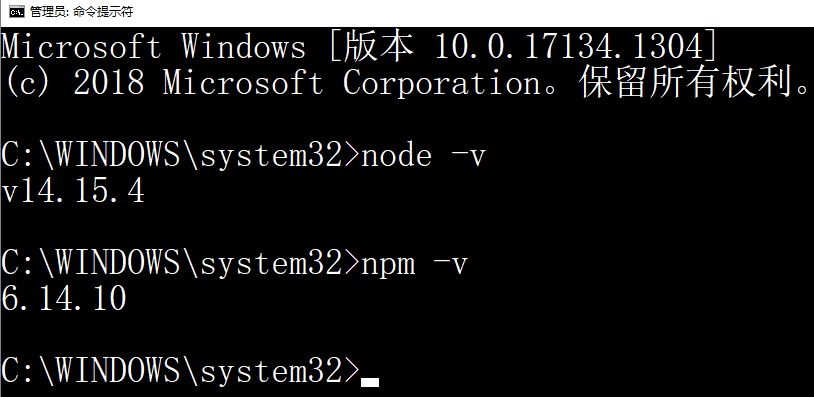 管理员: 命令提示符
Microsoft Windows [版本 10.0.17134.1304]
(c) 2018 Microsoft Corporation。保留所有权利。
C:\WINDOWS\system32>node -v
v14.15.4
C:\WINDOWS\system32>npm -v
6.14.10
C:\WINDOWS\system32>